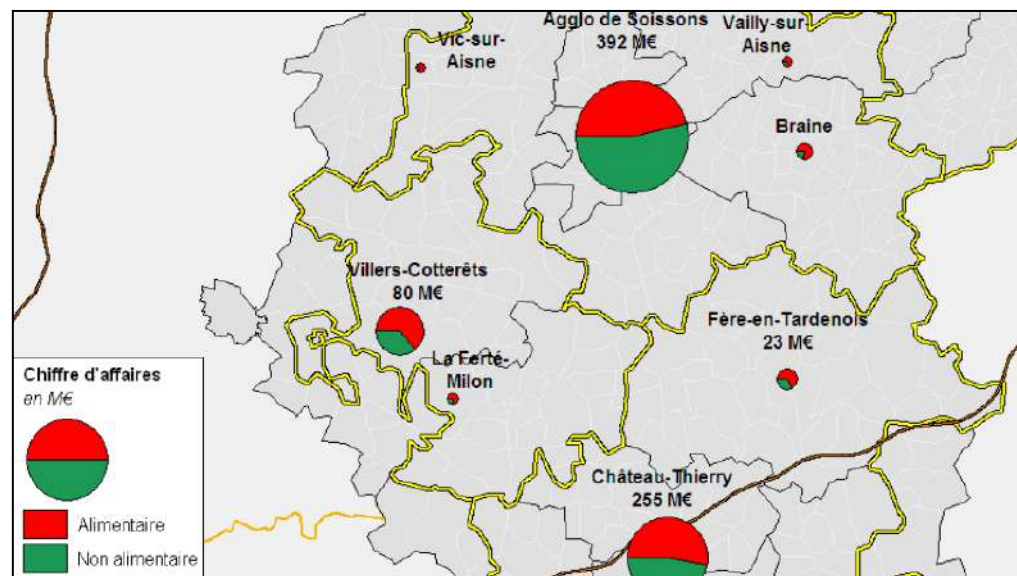 Agglo de Soissons
392 M€
Vailly-sur-
Aisne
Vic-sur-
Aisne
Braine
Villers-Cotterêts
80 M€
Fère-en-Tardenois
23 M€
La Ferté-
Milon
Château-Thierry
255 M€
Chiffre d'affaires
en M€
Alimentaire
Non alimentaire